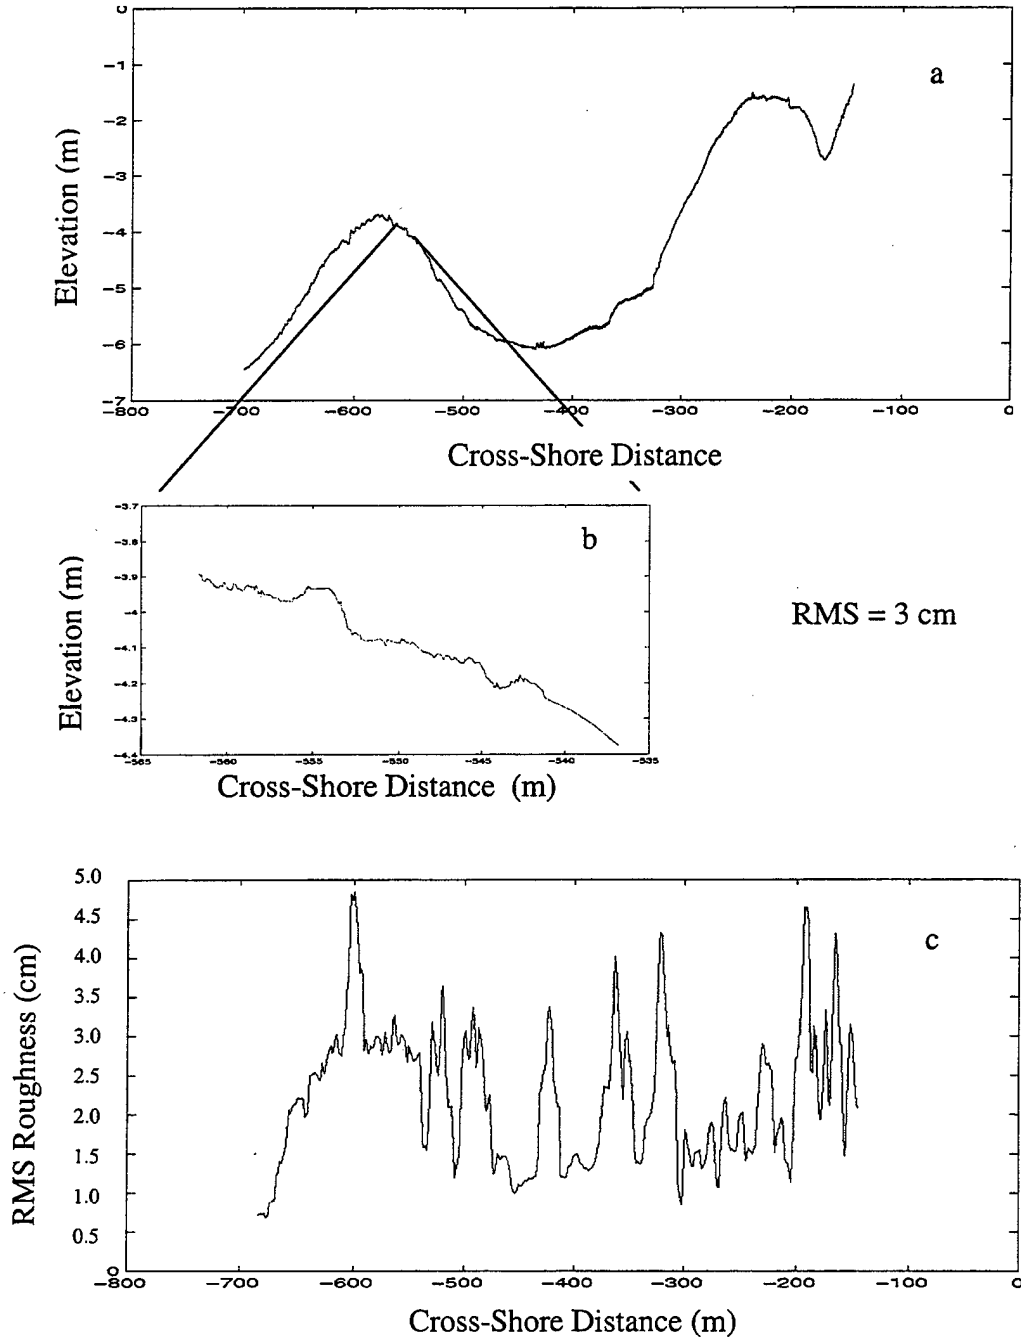 0
-1
a
-2
-3
-4
-5
-6
-7
Elevation (m)
-800 -700 -600 -500 -400 -300 -200 -100 0
Cross-Shore Distance
-3.7
b
-3.8
-3.9
-4
-4.1
-4.2
-4.3
-4.4
Elevation (m)
RMS = 3 cm
-565 -560 -555 -550 -545 -540 -535
Cross-Shore Distance (m)
5.0
4.5
c
4.0
3.5
3.0
2.5
2.0
1.5
1.0
0.5
0
RMS Roughness (cm)
-800 -700 -600 -500 -400 -300 -200 -100 0
Cross-Shore Distance (m)